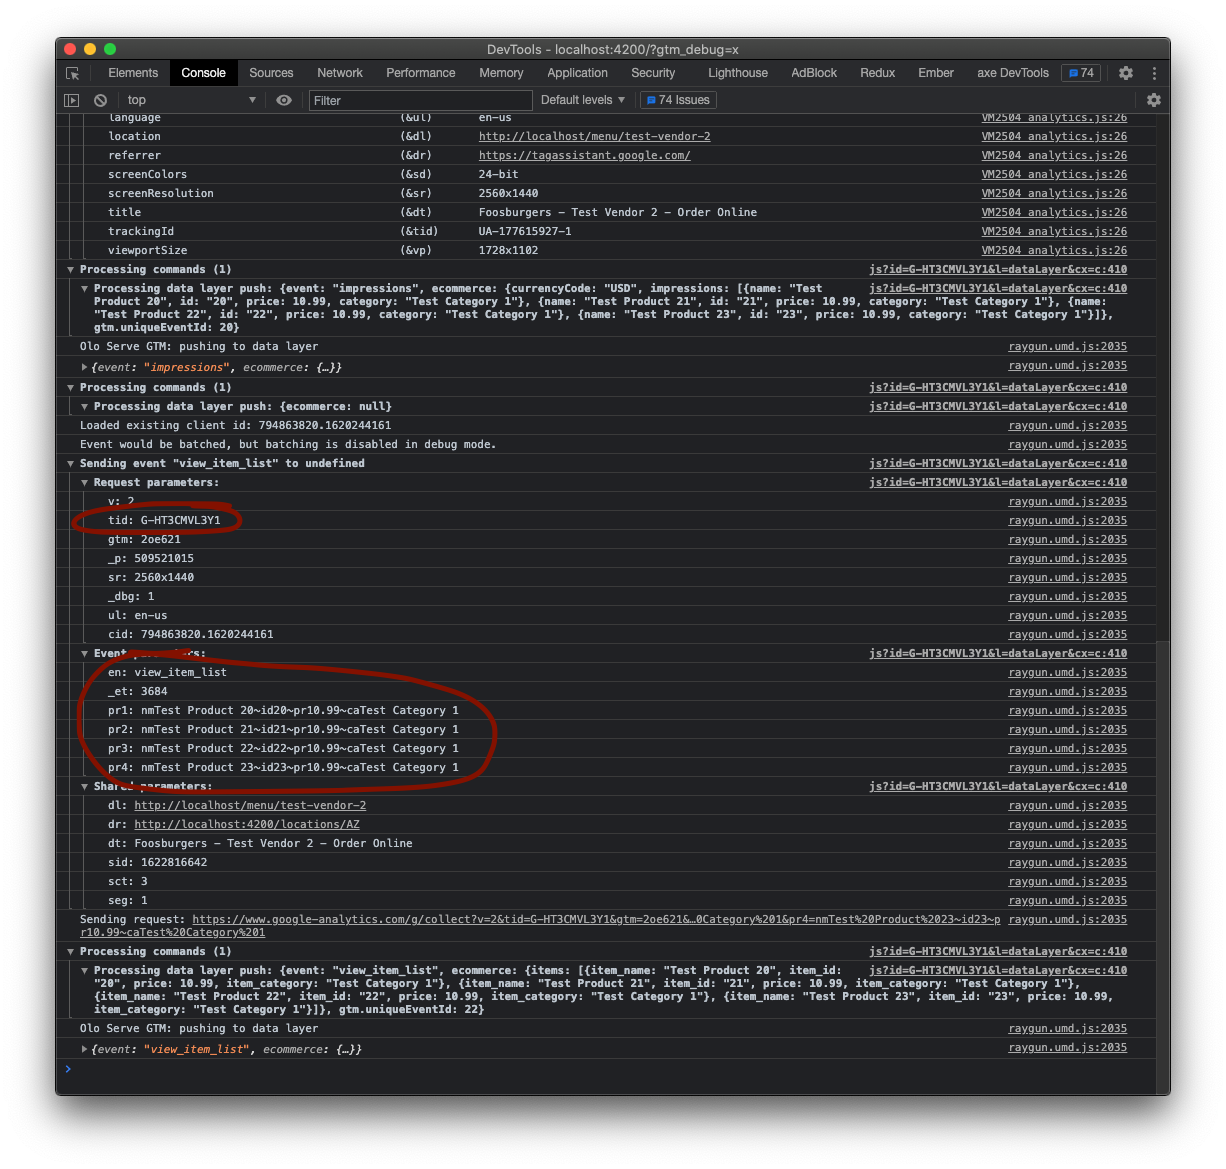 DevTools - localhost:4200/?gtm_debug=x
Elements Console Sources Network Performance Memory Application Security Lighthouse AdBlock Redux Ember axe DevTools 74
top Filter Default levels 74 Issues
language (&ul) en-us VM2504 analytics.js:26
location (&dl) http://localhost/menu/test-vendor-2 VM2504 analytics.js:26
referrer (&dr) https://tagassistant.google.com/ VM2504 analytics.js:26
screenColors (&sd) 24-bit VM2504 analytics.js:26
screenResolution (&sr) 2560x1440 VM2504 analytics.js:26
title (&dt) Foosburgers - Test Vendor 2 - Order Online VM2504 analytics.js:26
trackingId (&tid) UA-177615927-1 VM2504 analytics.js:26
viewportSize (&vp) 1728x1102 VM2504 analytics.js:26
Processing commands (1) js?id=G-HT3CMVL3Y1&l=dataLayer&cx=c:410
Processing data layer push: {event: "impressions", ecommerce: {currencyCode: "USD", impressions: [{name: "Test js?id=G-HT3CMVL3Y1&l=dataLayer&cx=c:410
Product 20", id: "20", price: 10.99, category: "Test Category 1"}, {name: "Test Product 21", id: "21", price: 10.99, category: "Test Category 1"}, {name:
"Test Product 22", id: "22", price: 10.99, category: "Test Category 1"}, {name: "Test Product 23", id: "23", price: 10.99, category: "Test Category 1"}]},
gtm.uniqueEventId: 20}
Olo Serve GTM: pushing to data layer raygun.umd.js:2035
{event: "impressions", ecommerce: {…}} raygun.umd.js:2035
Processing commands (1) js?id=G-HT3CMVL3Y1&l=dataLayer&cx=c:410
Processing data layer push: {ecommerce: null} js?id=G-HT3CMVL3Y1&l=dataLayer&cx=c:410
Loaded existing client id: 794863820.1620244161 raygun.umd.js:2035
Event would be batched, but batching is disabled in debug mode. raygun.umd.js:2035
Sending event "view_item_list" to undefined js?id=G-HT3CMVL3Y1&l=dataLayer&cx=c:410
Request parameters: js?id=G-HT3CMVL3Y1&l=dataLayer&cx=c:410
v: 2 raygun.umd.js:2035
tid: G-HT3CMVL3Y1 raygun.umd.js:2035
gtm: 2oe621 raygun.umd.js:2035
_p: 509521015 raygun.umd.js:2035
sr: 2560x1440 raygun.umd.js:2035
_dbg: 1 raygun.umd.js:2035
ul: en-us raygun.umd.js:2035
cid: 794863820.1620244161 raygun.umd.js:2035
Event parameters: js?id=G-HT3CMVL3Y1&l=dataLayer&cx=c:410
en: view_item_list raygun.umd.js:2035
_et: 3684 raygun.umd.js:2035
pr1: nmTest Product 20~id20~pr10.99~caTest Category 1 raygun.umd.js:2035
pr2: nmTest Product 21~id21~pr10.99~caTest Category 1 raygun.umd.js:2035
pr3: nmTest Product 22~id22~pr10.99~caTest Category 1 raygun.umd.js:2035
pr4: nmTest Product 23~id23~pr10.99~caTest Category 1 raygun.umd.js:2035
Shared parameters: js?id=G-HT3CMVL3Y1&l=dataLayer&cx=c:410
dl: http://localhost/menu/test-vendor-2 raygun.umd.js:2035
dr: http://localhost:4200/locations/AZ raygun.umd.js:2035
dt: Foosburgers - Test Vendor 2 - Order Online raygun.umd.js:2035
sid: 1622816642 raygun.umd.js:2035
sct: 3 raygun.umd.js:2035
seg: 1 raygun.umd.js:2035
Sending request: https://www.google-analytics.com/g/collect?v=2&tid=G-HT3CMVL3Y1&gtm=2oe621&…0Category%201&pr4=nmTest%20Product%2023~id23~p raygun.umd.js:2035
r10.99~caTest%20Category%201
Processing commands (1) js?id=G-HT3CMVL3Y1&l=dataLayer&cx=c:410
Processing data layer push: {event: "view_item_list", ecommerce: {items: [{item_name: "Test Product 20", item_id: js?id=G-HT3CMVL3Y1&l=dataLayer&cx=c:410
"20", price: 10.99, item_category: "Test Category 1"}, {item_name: "Test Product 21", item_id: "21", price: 10.99, item_category: "Test Category 1"},
{item_name: "Test Product 22", item_id: "22", price: 10.99, item_category: "Test Category 1"}, {item_name: "Test Product 23", item_id: "23", price: 10.99,
item_category: "Test Category 1"}]}, gtm.uniqueEventId: 22}
Olo Serve GTM: pushing to data layer raygun.umd.js:2035
{event: "view_item_list", ecommerce: {…}} raygun.umd.js:2035